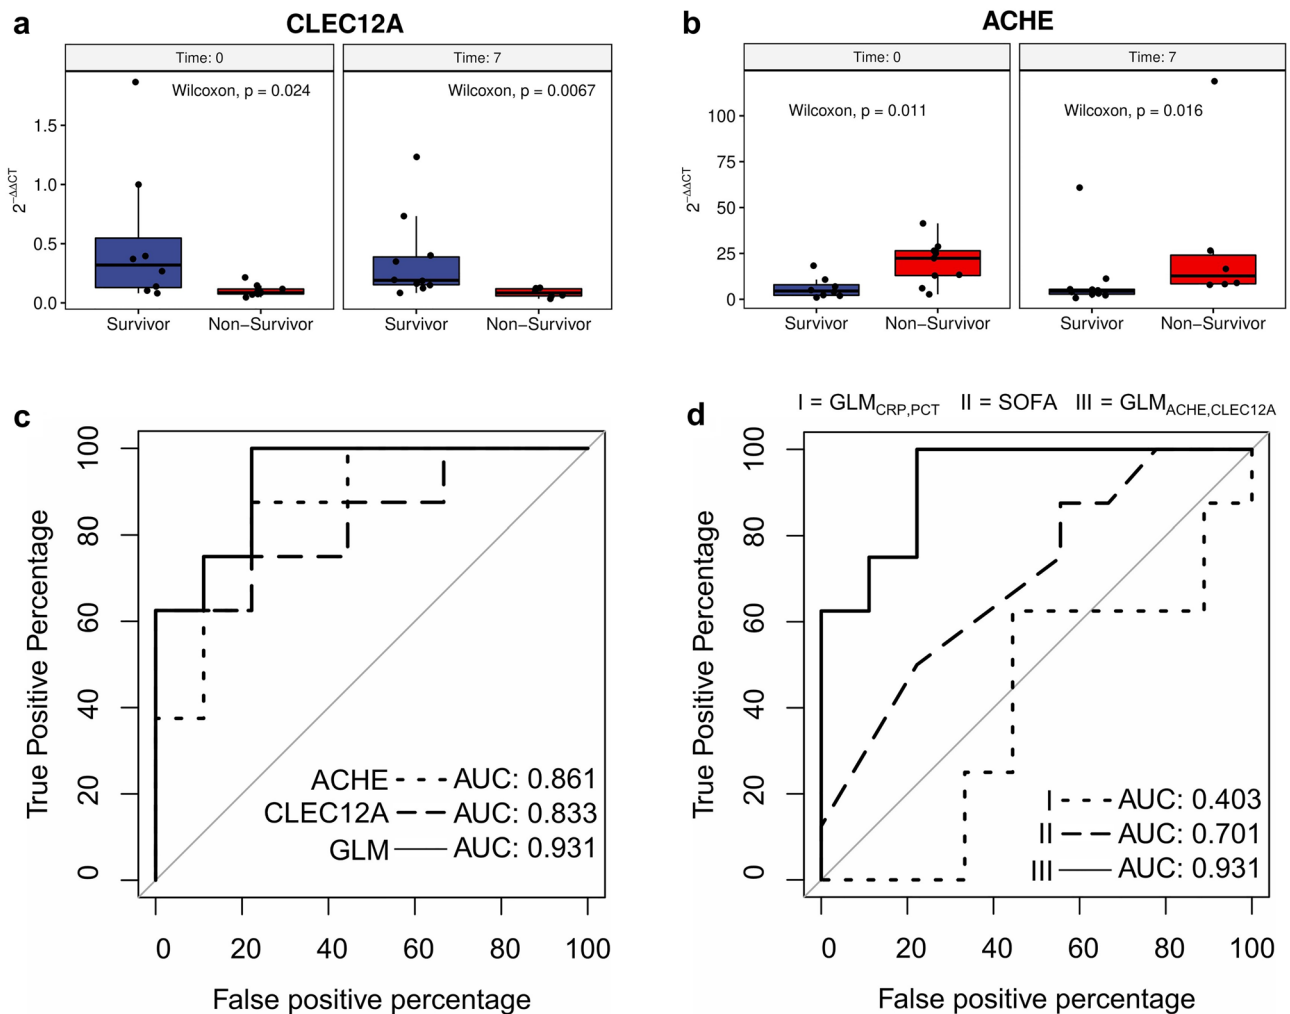 a
CLEC12A
Time: 0
Time: 7
Wilcoxon, p = 0.024
Wilcoxon, p = 0.0067
2^−ΔΔCT
1.5
1.0
0.5
0.0
Survivor
Non−Survivor
Survivor
Non−Survivor
b
ACHE
Time: 0
Time: 7
Wilcoxon, p = 0.011
Wilcoxon, p = 0.016
2^−ΔΔCT
100
75
50
25
0
Survivor
Non−Survivor
Survivor
Non−Survivor
c
True Positive Percentage
100
80
60
40
20
0
ACHE AUC: 0.861
CLEC12A AUC: 0.833
GLM AUC: 0.931
0 20 40 60 80 100
False positive percentage
d
I = GLM_CRP,PCT II = SOFA III = GLM_ACHE,CLEC12A
True Positive Percentage
100
80
60
40
20
0
I AUC: 0.403
II AUC: 0.701
III AUC: 0.931
0 20 40 60 80 100
False positive percentage